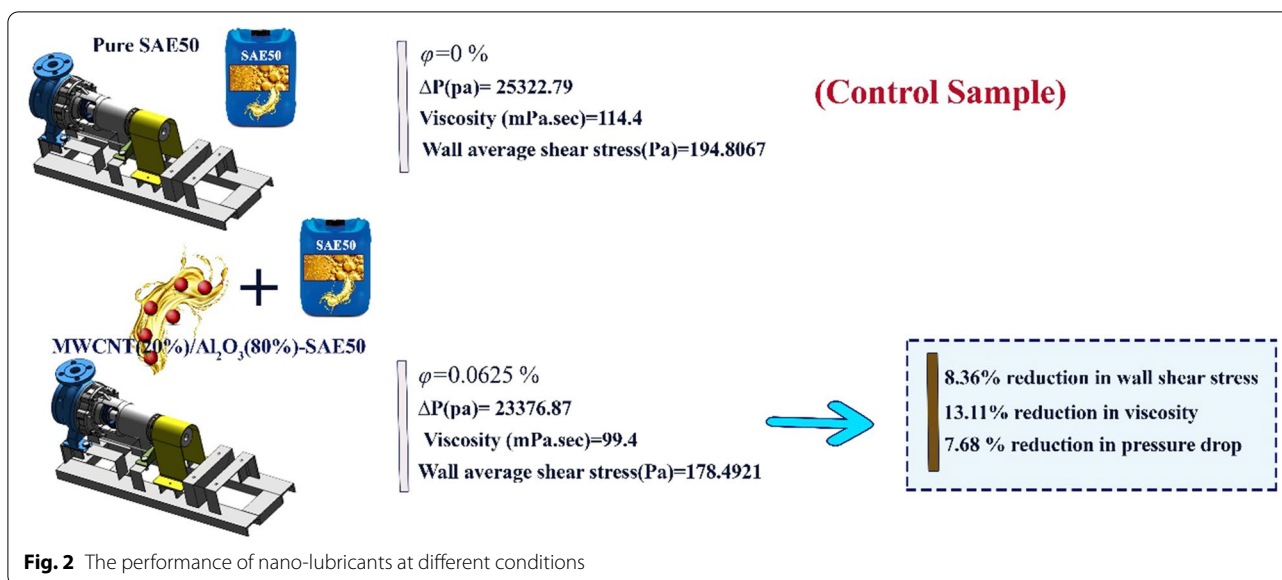 Pure SAE50
SAE50
φ=0 %
ΔP(pa)= 25322.79
Viscosity (mPa.sec)=114.4
Wall average shear stress(Pa)=194.8067
(Control Sample)
+
SAE50
MWCNT(20%)/Al₂O₃(80%)-SAE50
φ=0.0625 %
ΔP(pa)= 23376.87
Viscosity (mPa.sec)=99.4
Wall average shear stress(Pa)=178.4921
8.36% reduction in wall shear stress
13.11% reduction in viscosity
7.68 % reduction in pressure drop
Fig. 2 The performance of nano-lubricants at different conditions